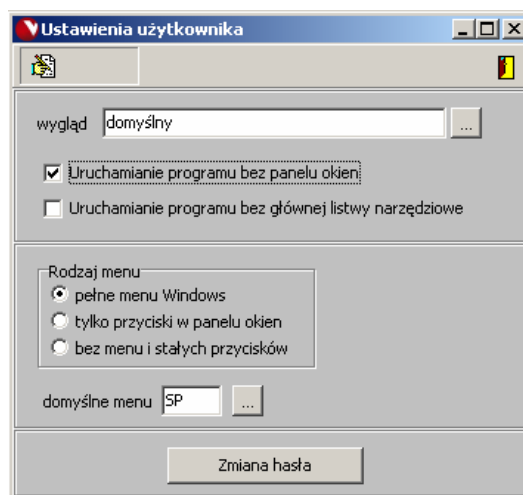 Ustawienia użytkownika
wygląd domyślny ...
Uruchamianie programu bez panelu okien
Uruchamianie programu bez głównej listwy narzędziowe
Rodzaj menu
pełne menu Windows
tylko przyciski w panelu okien
bez menu i stałych przycisków
domyślne menu SP ...
Zmiana hasła